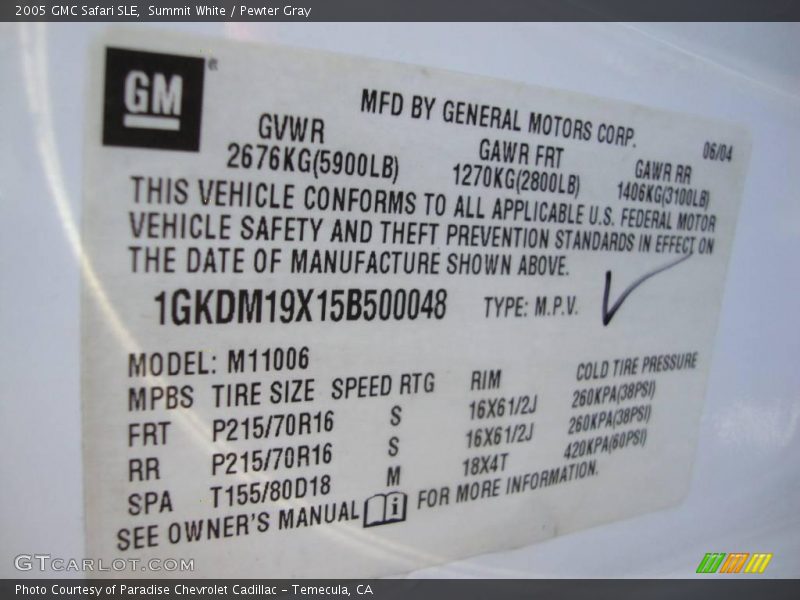 2005 GMC Safari SLE, Summit White / Pewter Gray
GM®
MFD BY GENERAL MOTORS CORP. 06/04
GVWR GAWR FRT GAWR RR
2676KG(5900LB) 1270KG(2800LB) 1406KG(3100LB)
THIS VEHICLE CONFORMS TO ALL APPLICABLE U.S. FEDERAL MOTOR
VEHICLE SAFETY AND THEFT PREVENTION STANDARDS IN EFFECT ON
THE DATE OF MANUFACTURE SHOWN ABOVE.
1GKDM19X15B500048 TYPE: M.P.V.
MODEL: M11006
MPBS TIRE SIZE SPEED RTG RIM COLD TIRE PRESSURE
FRT P215/70R16 S 16X61/2J 260KPA(38PSI)
RR P215/70R16 S 16X61/2J 260KPA(38PSI)
SPA T155/80D18 M 18X4T 420KPA(60PSI)
SEE OWNER'S MANUAL i FOR MORE INFORMATION.
GTCARLOT.COM
Photo Courtesy of Paradise Chevrolet Cadillac – Temecula, CA